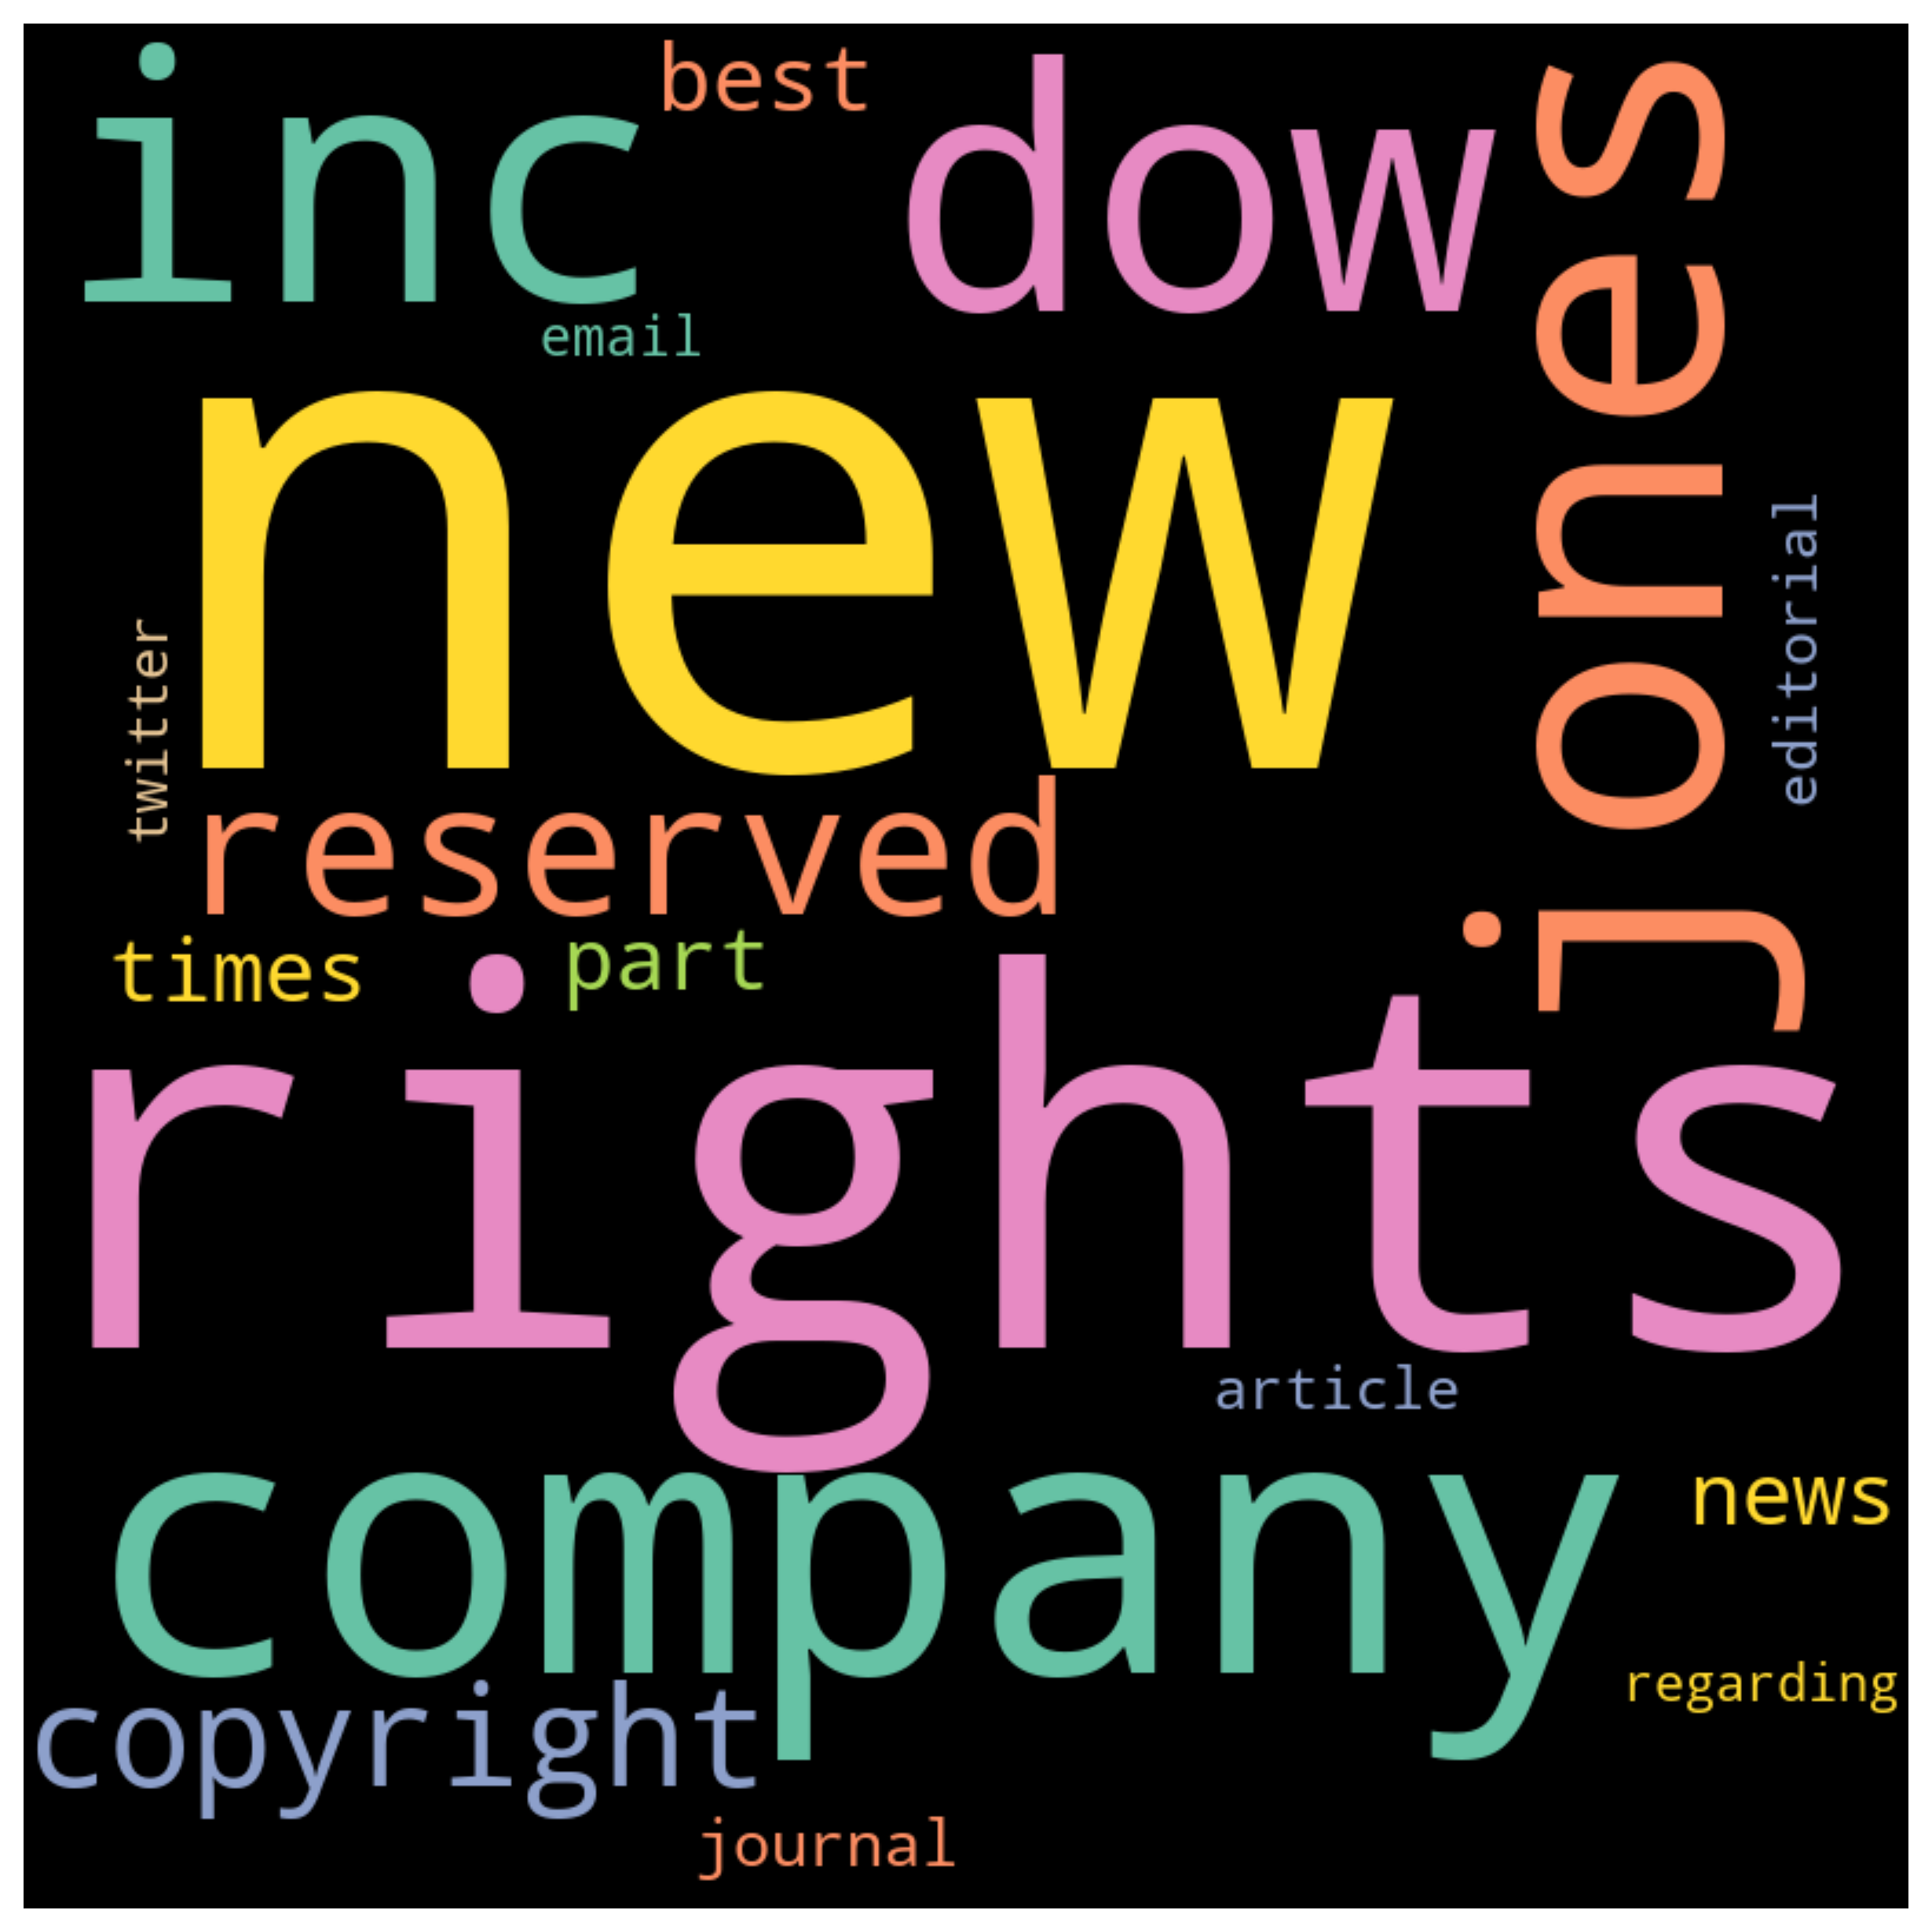 inc
best
dow
jones
email
new
editorial
twitter
reserved
times
part
rights
article
company
news
regarding
copyright
journal